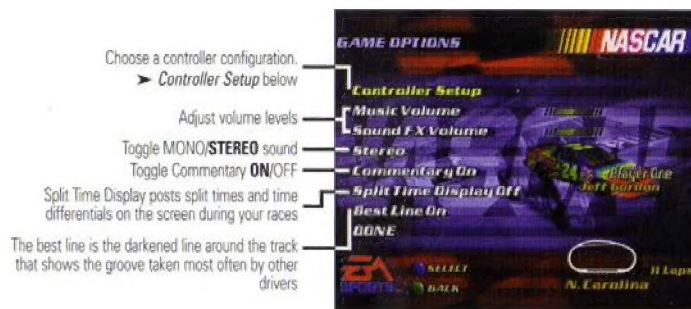 Choose a controller configuration.
➤ Controller Setup below
Adjust volume levels
Toggle MONO/STEREO sound
Toggle Commentary ON/OFF
Split Time Display posts split times and time
differentials on the screen during your races
The best line is the darkened line around the track
that shows the groove taken most often by other
drivers
GAME OPTIONS
NASCAR
Controller Setup
Music Volume
Sound FX Volume
Stereo
Commentary On
Split Time Display Off
Best Line On
DONE
24
Player One
Jeff Gordon
EA
SPORTS
SELECT
BACK
11 Laps
N. Carolina